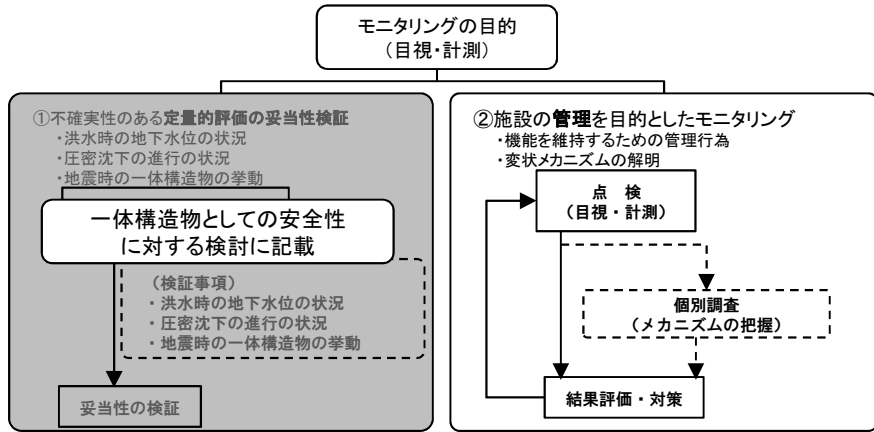 モニタリングの目的
（目視・計測）
①不確実性のある定量的評価の妥当性検証
・洪水時の地下水位の状況
・圧密沈下の進行の状況
・地震時の一体構造物の挙動
一体構造物としての安全性
に対する検討に記載
（検証事項）
・洪水時の地下水位の状況
・圧密沈下の進行の状況
・地震時の一体構造物の挙動
妥当性の検証
②施設の管理を目的としたモニタリング
・機能を維持するための管理行為
・変状メカニズムの解明
点　検
（目視・計測）
個別調査
（メカニズムの把握）
結果評価・対策